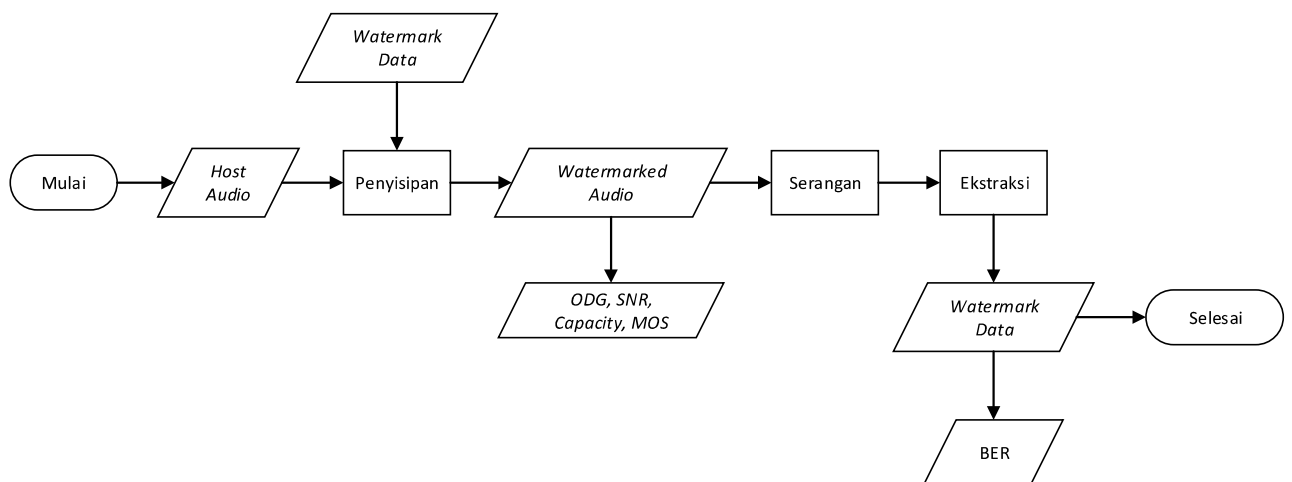 Watermark
Data
Mulai
Host
Audio
Penyisipan
Watermarked
Audio
Serangan
Ekstraksi
ODG, SNR,
Capacity, MOS
Watermark
Data
Selesai
BER